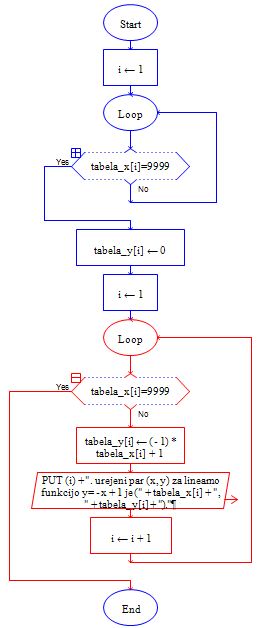 Start
i ← 1
Loop
Yes
tabela_x[i]=9999
No
tabela_y[i] ← 0
i ← 1
Loop
Yes
tabela_x[i]=9999
No
tabela_y[i] ← (- 1) *
tabela_x[i] + 1
PUT (i) +". urejeni par (x, y) za linearno
funkcijo y= - x + 1 je (" + tabela_x[i] + ",
" + tabela_y[i] + ")."¶
i ← i + 1
End